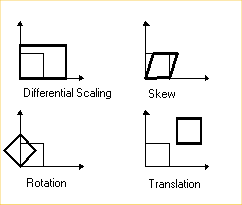 Differential Scaling
Skew
Rotation
Translation